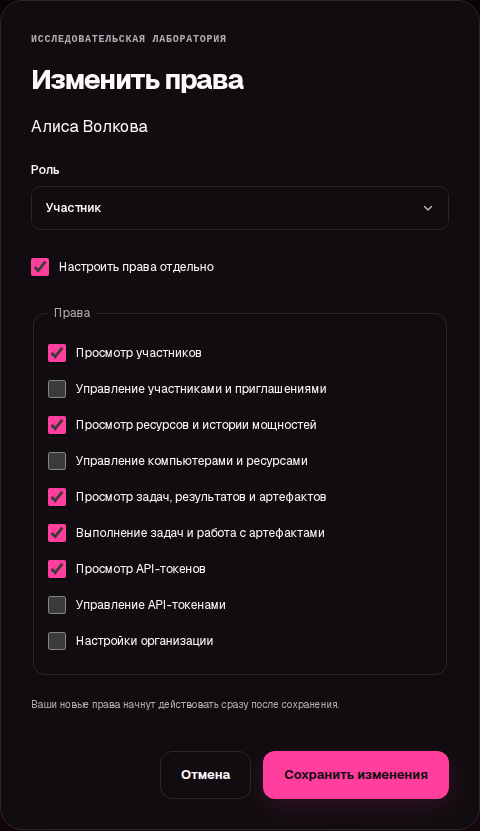 ИССЛЕДОВАТЕЛЬСКАЯ ЛАБОРАТОРИЯ
Изменить права
Алиса Волкова
Роль
Участник
Настроить права отдельно
Права
Просмотр участников
Управление участниками и приглашениями
Просмотр ресурсов и истории мощностей
Управление компьютерами и ресурсами
Просмотр задач, результатов и артефактов
Выполнение задач и работа с артефактами
Просмотр API-токенов
Управление API-токенами
Настройки организации
Ваши новые права начнут действовать сразу после сохранения.
Отмена
Сохранить изменения